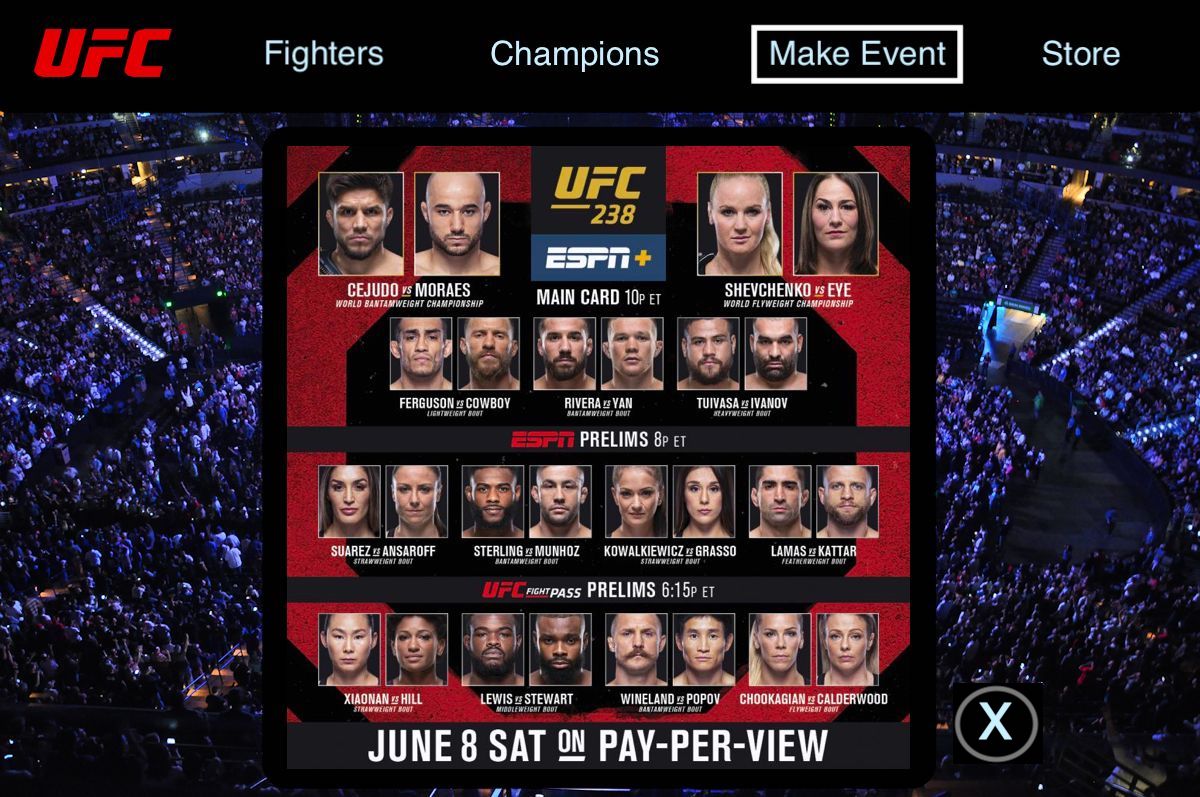 UFC Fighters Champions Make Event Store
UFC
238
ESPN+
CEJUDO VS MORAES
WORLD BANTAMWEIGHT CHAMPIONSHIP
MAIN CARD 10P ET
SHEVCHENKO VS EYE
WORLD FLYWEIGHT CHAMPIONSHIP
FERGUSON VS COWBOY
LIGHTWEIGHT BOUT
RIVERA VS YAN
BANTAMWEIGHT BOUT
TUIVASA VS IVANOV
HEAVYWEIGHT BOUT
ESPN PRELIMS 8P ET
SUAREZ VS ANSAROFF
STRAWWEIGHT BOUT
STERLING VS MUNHOZ
BANTAMWEIGHT BOUT
KOWALKIEWICZ VS GRASSO
STRAWWEIGHT BOUT
LAMAS VS KATTAR
FEATHERWEIGHT BOUT
UFC FIGHT PASS PRELIMS 6:15P ET
XIAONAN VS HILL
STRAWWEIGHT BOUT
LEWIS VS STEWART
MIDDLEWEIGHT BOUT
WINELAND VS POPOV
BANTAMWEIGHT BOUT
CHOOKAGIAN VS CALDERWOOD
FLYWEIGHT BOUT
JUNE 8 SAT ON PAY-PER-VIEW
X